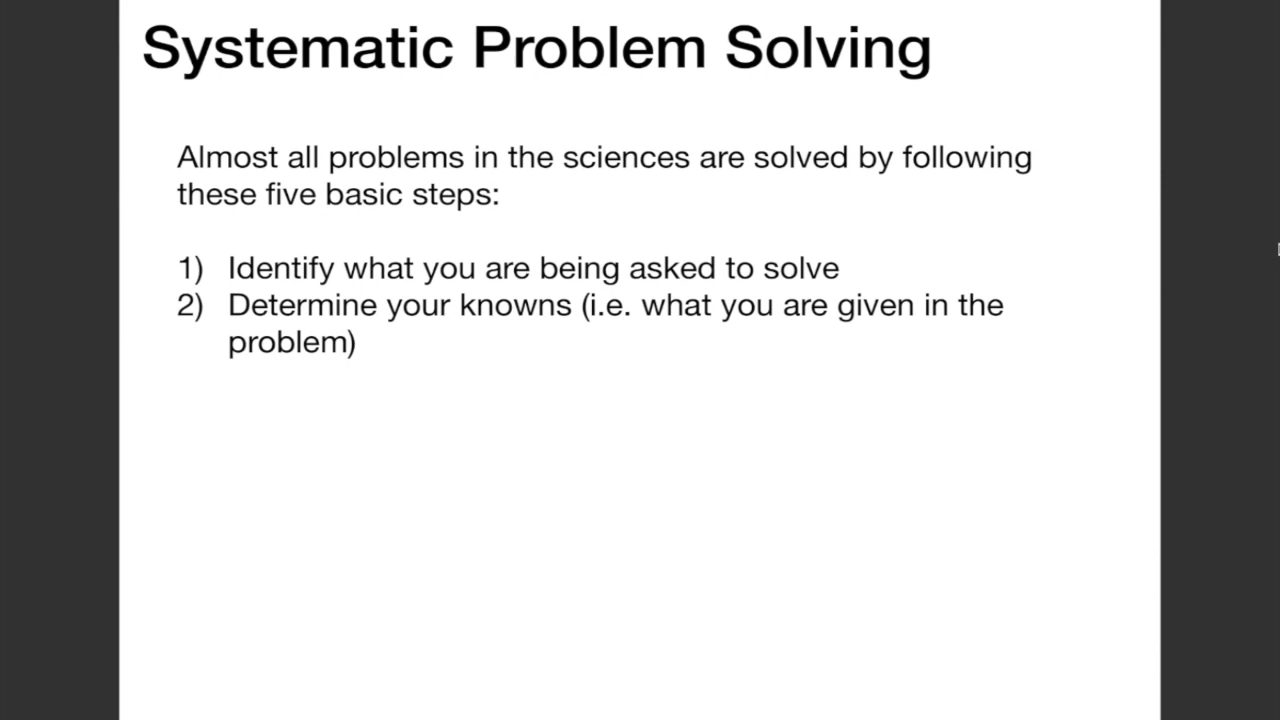 Systematic Problem Solving
Almost all problems in the sciences are solved by following
these five basic steps:
1) Identify what you are being asked to solve
2) Determine your knowns (i.e. what you are given in the
problem)